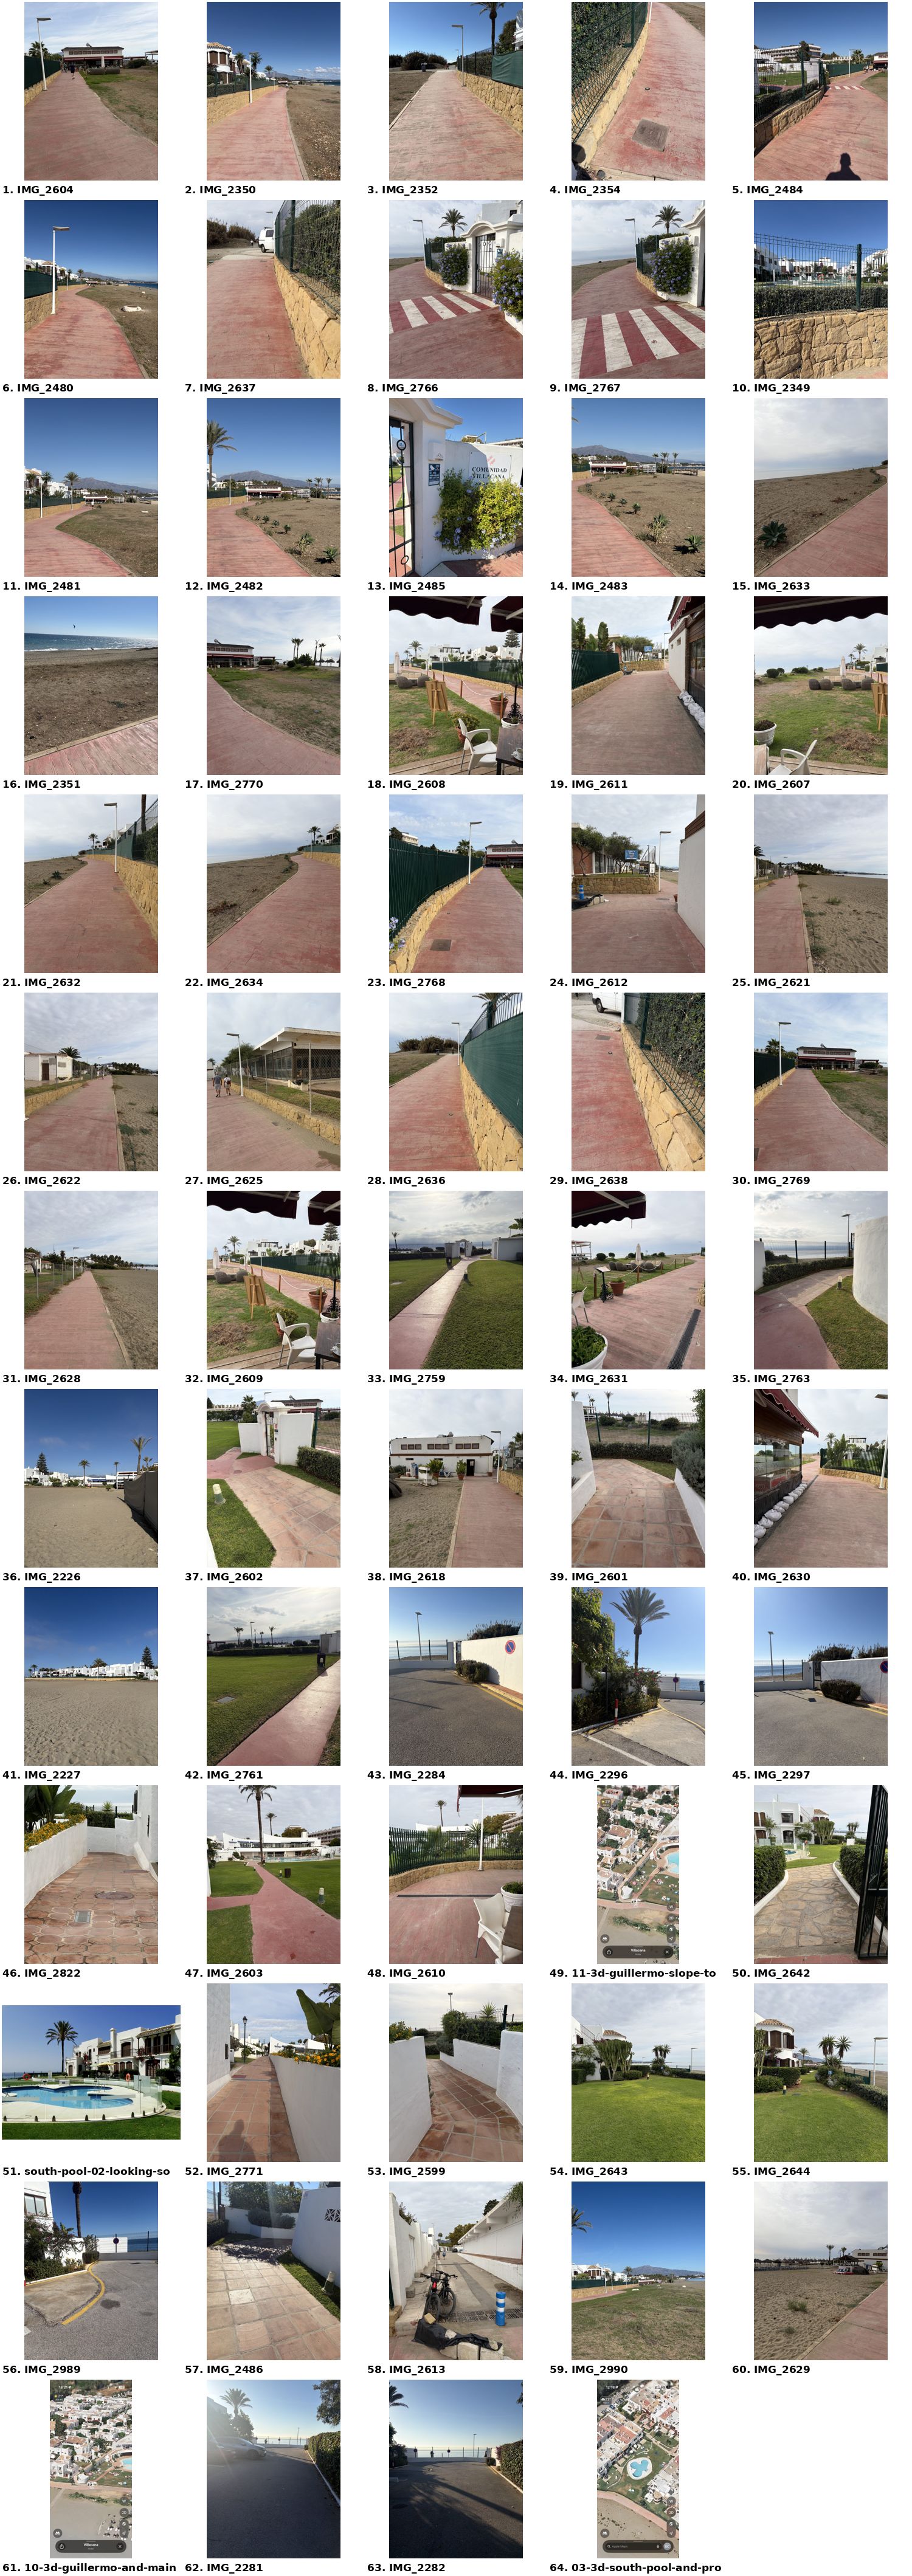 1. IMG_2604
2. IMG_2350
3. IMG_2352
4. IMG_2354
5. IMG_2484
6. IMG_2480
7. IMG_2637
8. IMG_2766
9. IMG_2767
10. IMG_2349
11. IMG_2481
12. IMG_2482
COMUNIDAD
VILLACANA
13. IMG_2485
14. IMG_2483
15. IMG_2633
16. IMG_2351
17. IMG_2770
18. IMG_2608
19. IMG_2611
20. IMG_2607
21. IMG_2632
22. IMG_2634
23. IMG_2768
24. IMG_2612
25. IMG_2621
26. IMG_2622
27. IMG_2625
28. IMG_2636
29. IMG_2638
30. IMG_2769
31. IMG_2628
32. IMG_2609
33. IMG_2759
34. IMG_2631
35. IMG_2763
36. IMG_2226
37. IMG_2602
38. IMG_2618
39. IMG_2601
40. IMG_2630
41. IMG_2227
42. IMG_2761
43. IMG_2284
44. IMG_2296
45. IMG_2297
46. IMG_2822
47. IMG_2603
48. IMG_2610
Villacana
49. 11-3d-guillermo-slope-to
50. IMG_2642
51. south-pool-02-looking-so
52. IMG_2771
53. IMG_2599
54. IMG_2643
55. IMG_2644
56. IMG_2989
57. IMG_2486
58. IMG_2613
59. IMG_2990
60. IMG_2629
Villacana
61. 10-3d-guillermo-and-main
62. IMG_2281
63. IMG_2282
64. 03-3d-south-pool-and-pro